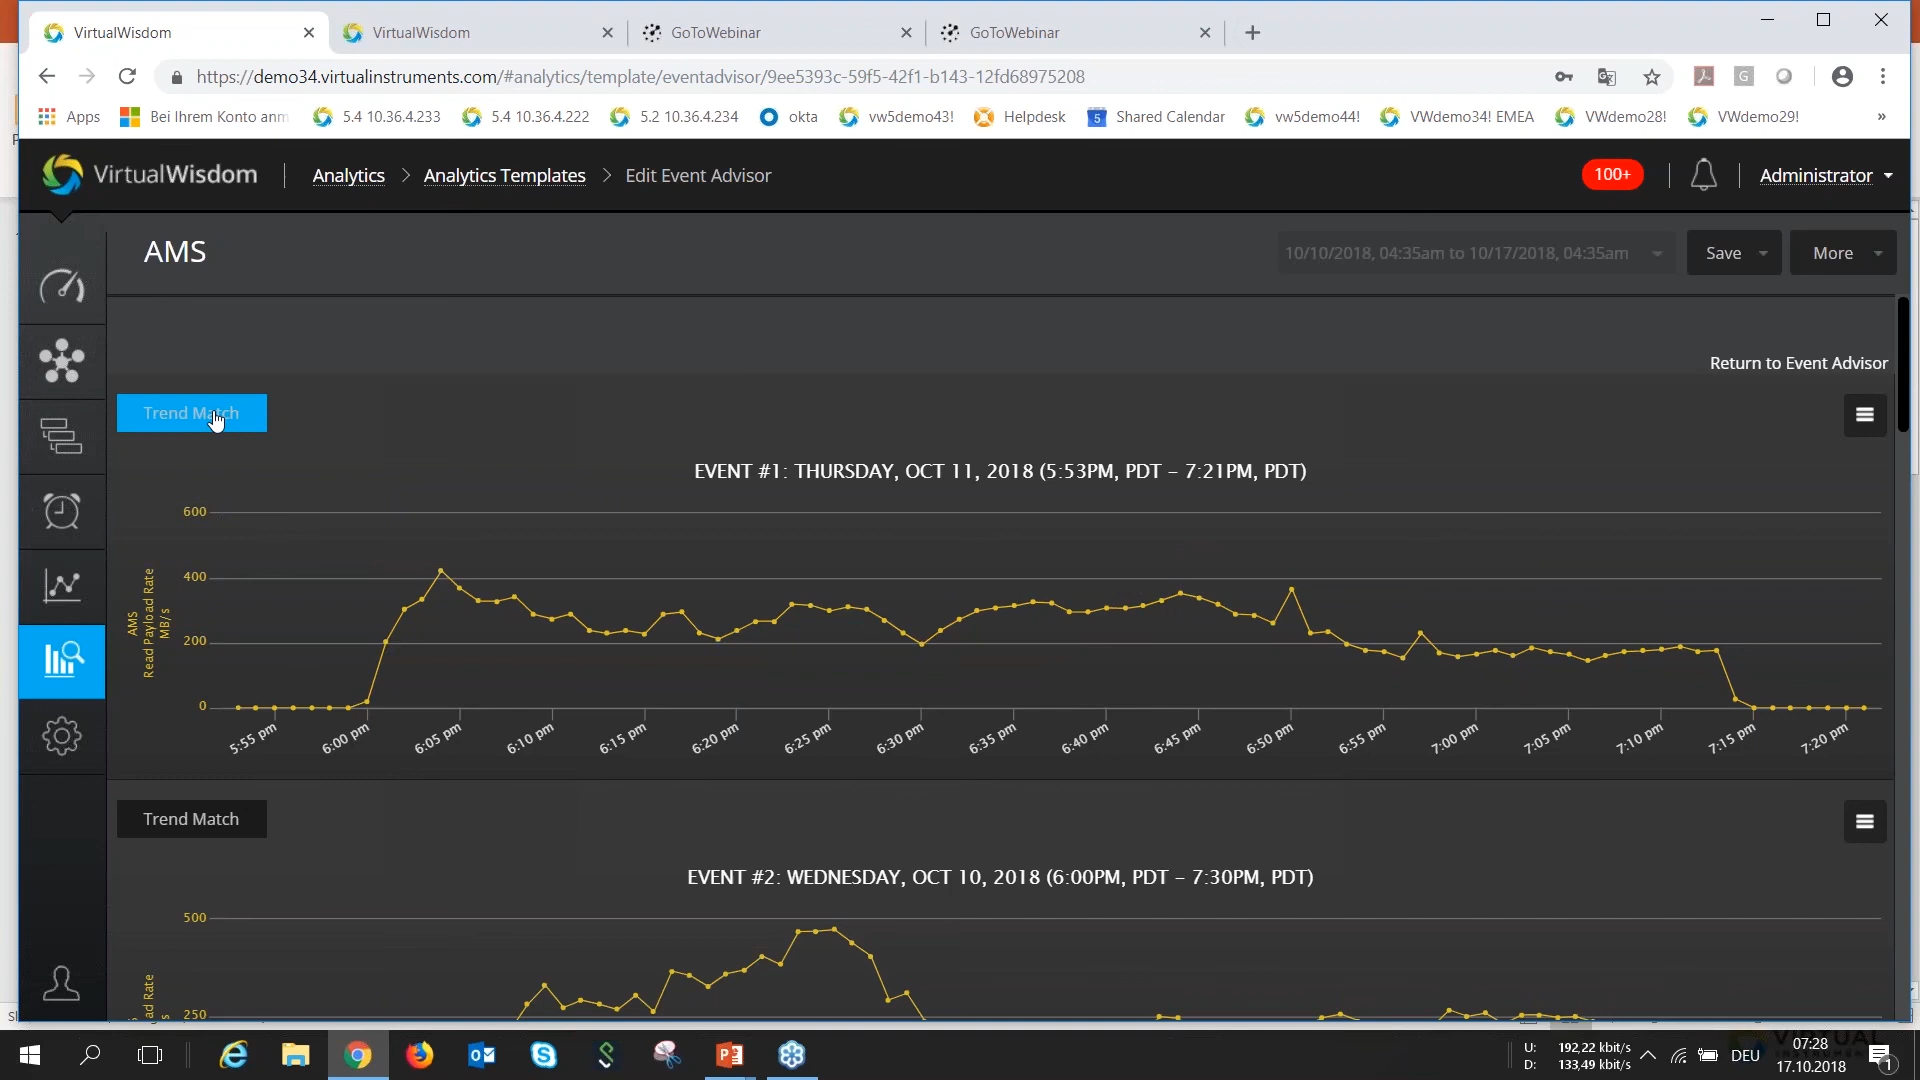 VirtualWisdom
VirtualWisdom
GoToWebinar
GoToWebinar
https://demo34.virtualinstruments.com/#analytics/template/eventadvisor/9ee5393c-59f5-42f1-b143-12fd68975208
Apps
Bei Ihrem Konto anm
5.4 10.36.4.233
5.4 10.36.4.222
5.2 10.36.4.234
okta
vw5demo43!
Helpdesk
5
Shared Calendar
vw5demo44!
VWdemo34! EMEA
VWdemo28!
VWdemo29!
»
VirtualWisdom
Analytics > Analytics Templates > Edit Event Advisor
100+
Administrator
AMS
10/10/2018, 04:35am to 10/17/2018, 04:35am
Save
More
Return to Event Advisor
Trend Match
EVENT #1: THURSDAY, OCT 11, 2018 (5:53PM, PDT – 7:21PM, PDT)
600
400
200
0
AMS
Read Payload Rate
MB/s
5:55 pm
6:00 pm
6:05 pm
6:10 pm
6:15 pm
6:20 pm
6:25 pm
6:30 pm
6:35 pm
6:40 pm
6:45 pm
6:50 pm
6:55 pm
7:00 pm
7:05 pm
7:10 pm
7:15 pm
7:20 pm
Trend Match
EVENT #2: WEDNESDAY, OCT 10, 2018 (6:00PM, PDT – 7:30PM, PDT)
500
250
ad Rate
U: 192,22 kbit/s
D: 133,49 kbit/s
DEU
07:28
17.10.2018
1